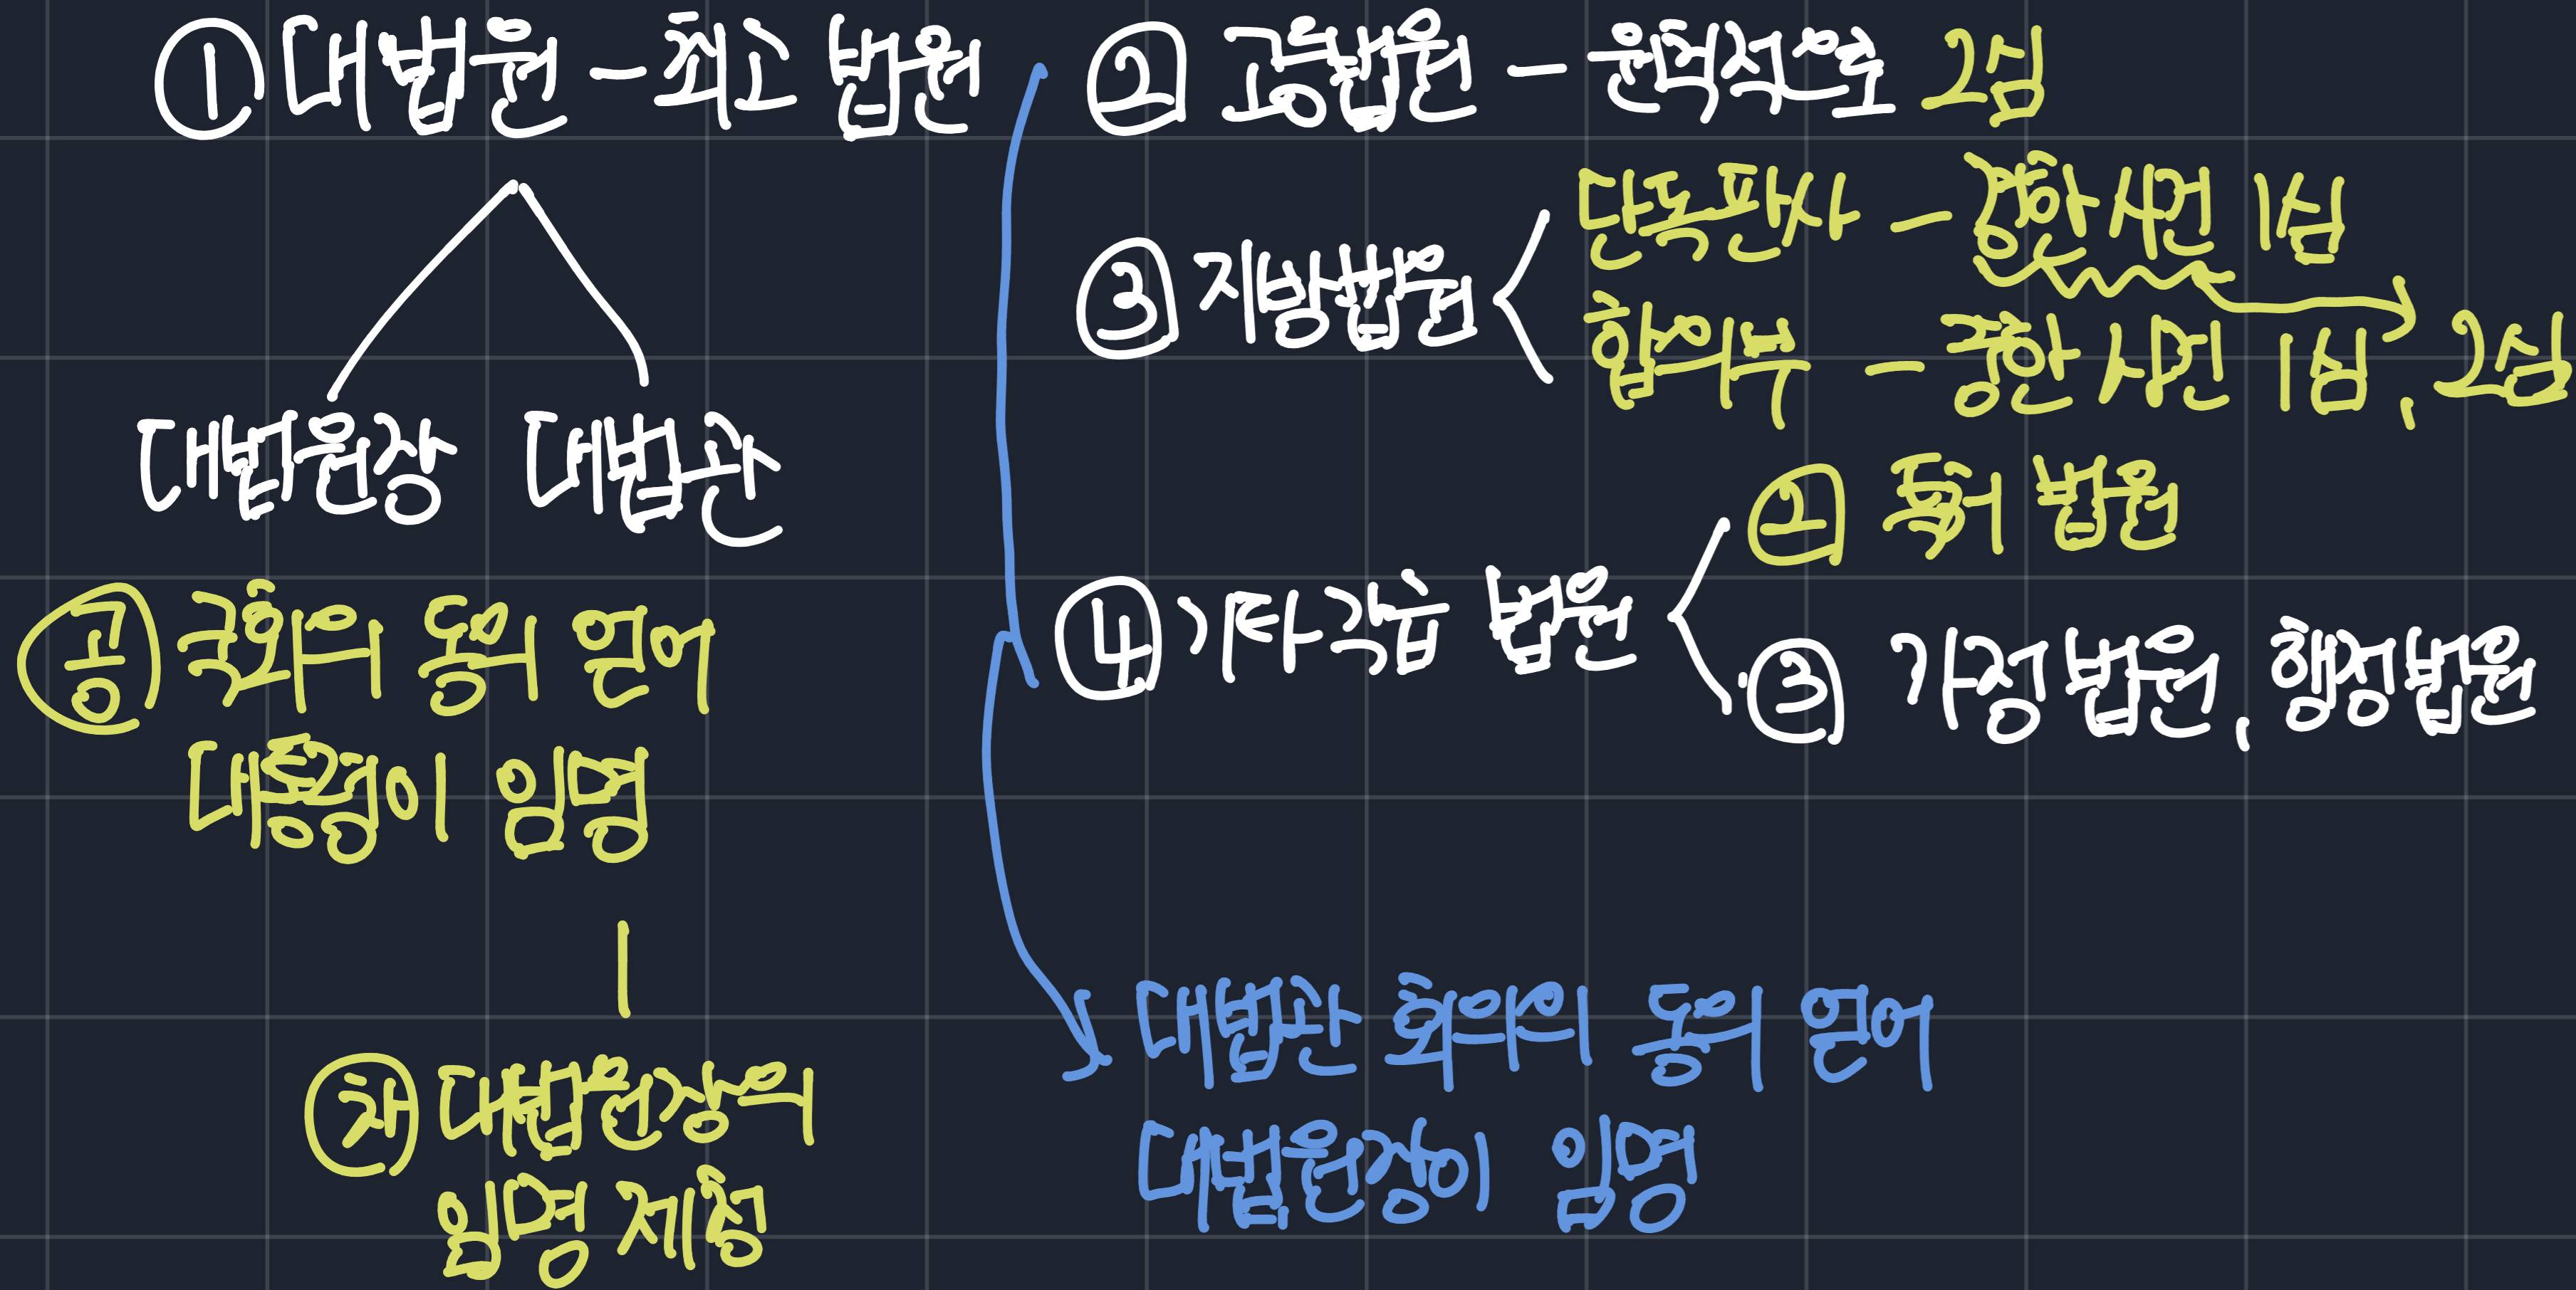 ① 대법원 - 최고 법원
대법원장 대법관
공 국회의 동의 얻어
대통령이 임명
차 대법원장의
임명 제청
② 고등법원 - 원칙적으로 2심
③ 지방법원
단독판사 - 경한 사건 1심
합의부 - 중한 사건 1심, 2심
④ 기타 각급 법원
② 특허 법원
③ 가정법원, 행정법원
대법관 회의의 동의 얻어
대법원장이 임명